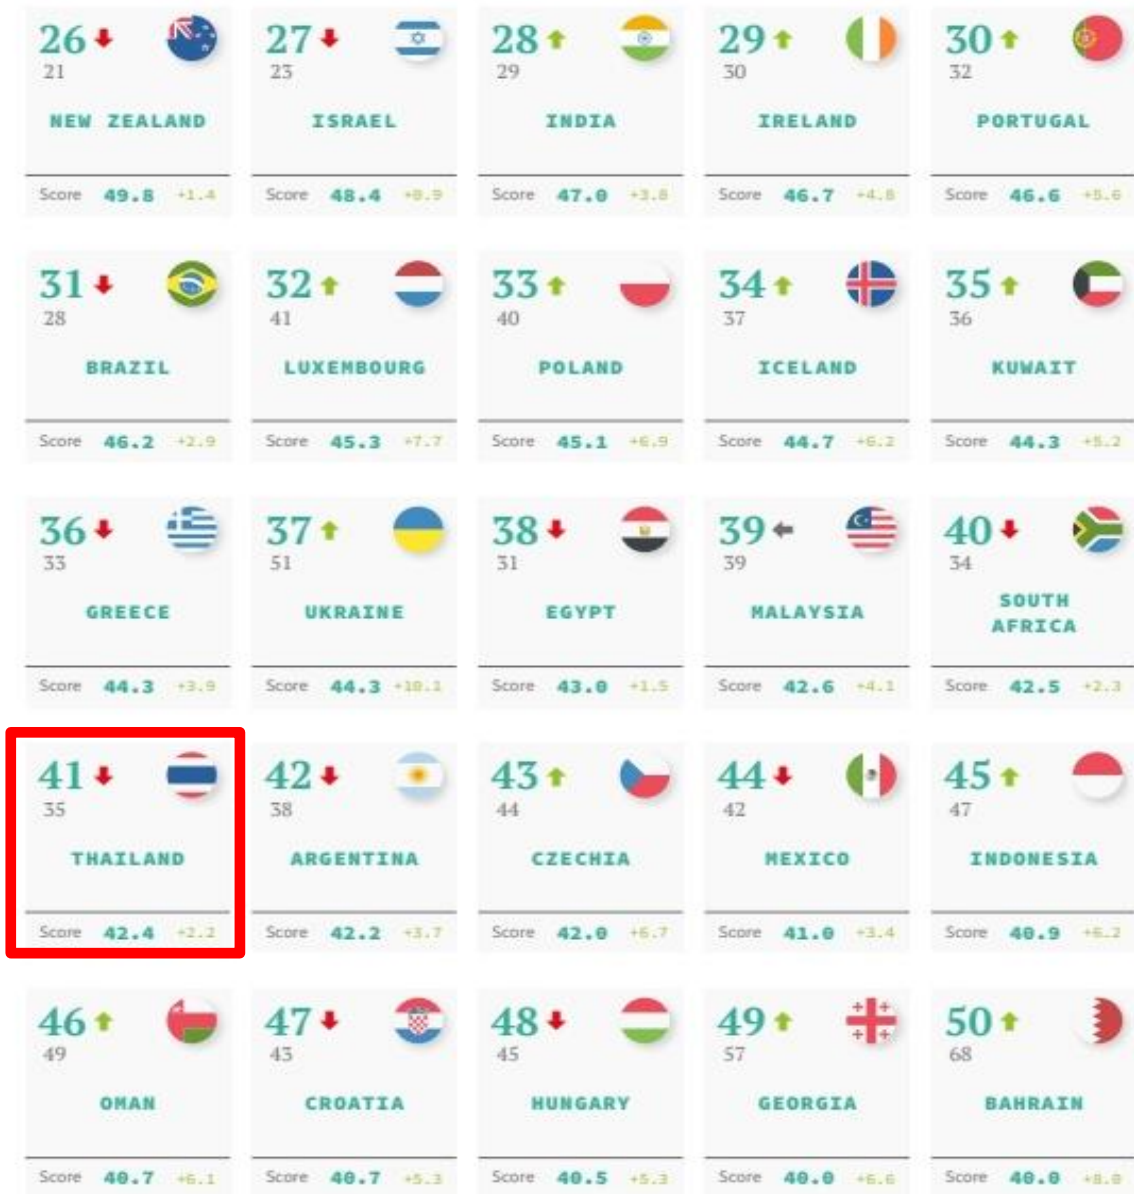 26
21
NEW ZEALAND
Score 49.8 +1.4
27
23
ISRAEL
Score 48.4 +0.9
28
29
INDIA
Score 47.0 +3.8
29
30
IRELAND
Score 46.7 +4.8
30
32
PORTUGAL
Score 46.6 +5.6
31
28
BRAZIL
Score 46.2 +2.9
32
41
LUXEMBOURG
Score 45.3 +7.7
33
40
POLAND
Score 45.1 +6.9
34
37
ICELAND
Score 44.7 +6.2
35
36
KUWAIT
Score 44.3 +5.2
36
33
GREECE
Score 44.3 +3.9
37
51
UKRAINE
Score 44.3 +10.1
38
31
EGYPT
Score 43.0 +1.5
39
39
MALAYSIA
Score 42.6 +4.1
40
34
SOUTH
AFRICA
Score 42.5 +2.3
41
35
THAILAND
Score 42.4 +2.2
42
38
ARGENTINA
Score 42.2 +3.7
43
44
CZECHIA
Score 42.0 +6.7
44
42
MEXICO
Score 41.0 +3.4
45
47
INDONESIA
Score 40.9 +6.2
46
49
OMAN
Score 40.7 +6.1
47
43
CROATIA
Score 40.7 +5.3
48
45
HUNGARY
Score 40.5 +5.3
49
57
GEORGIA
Score 40.0 +6.6
50
68
BAHRAIN
Score 40.0 +8.0